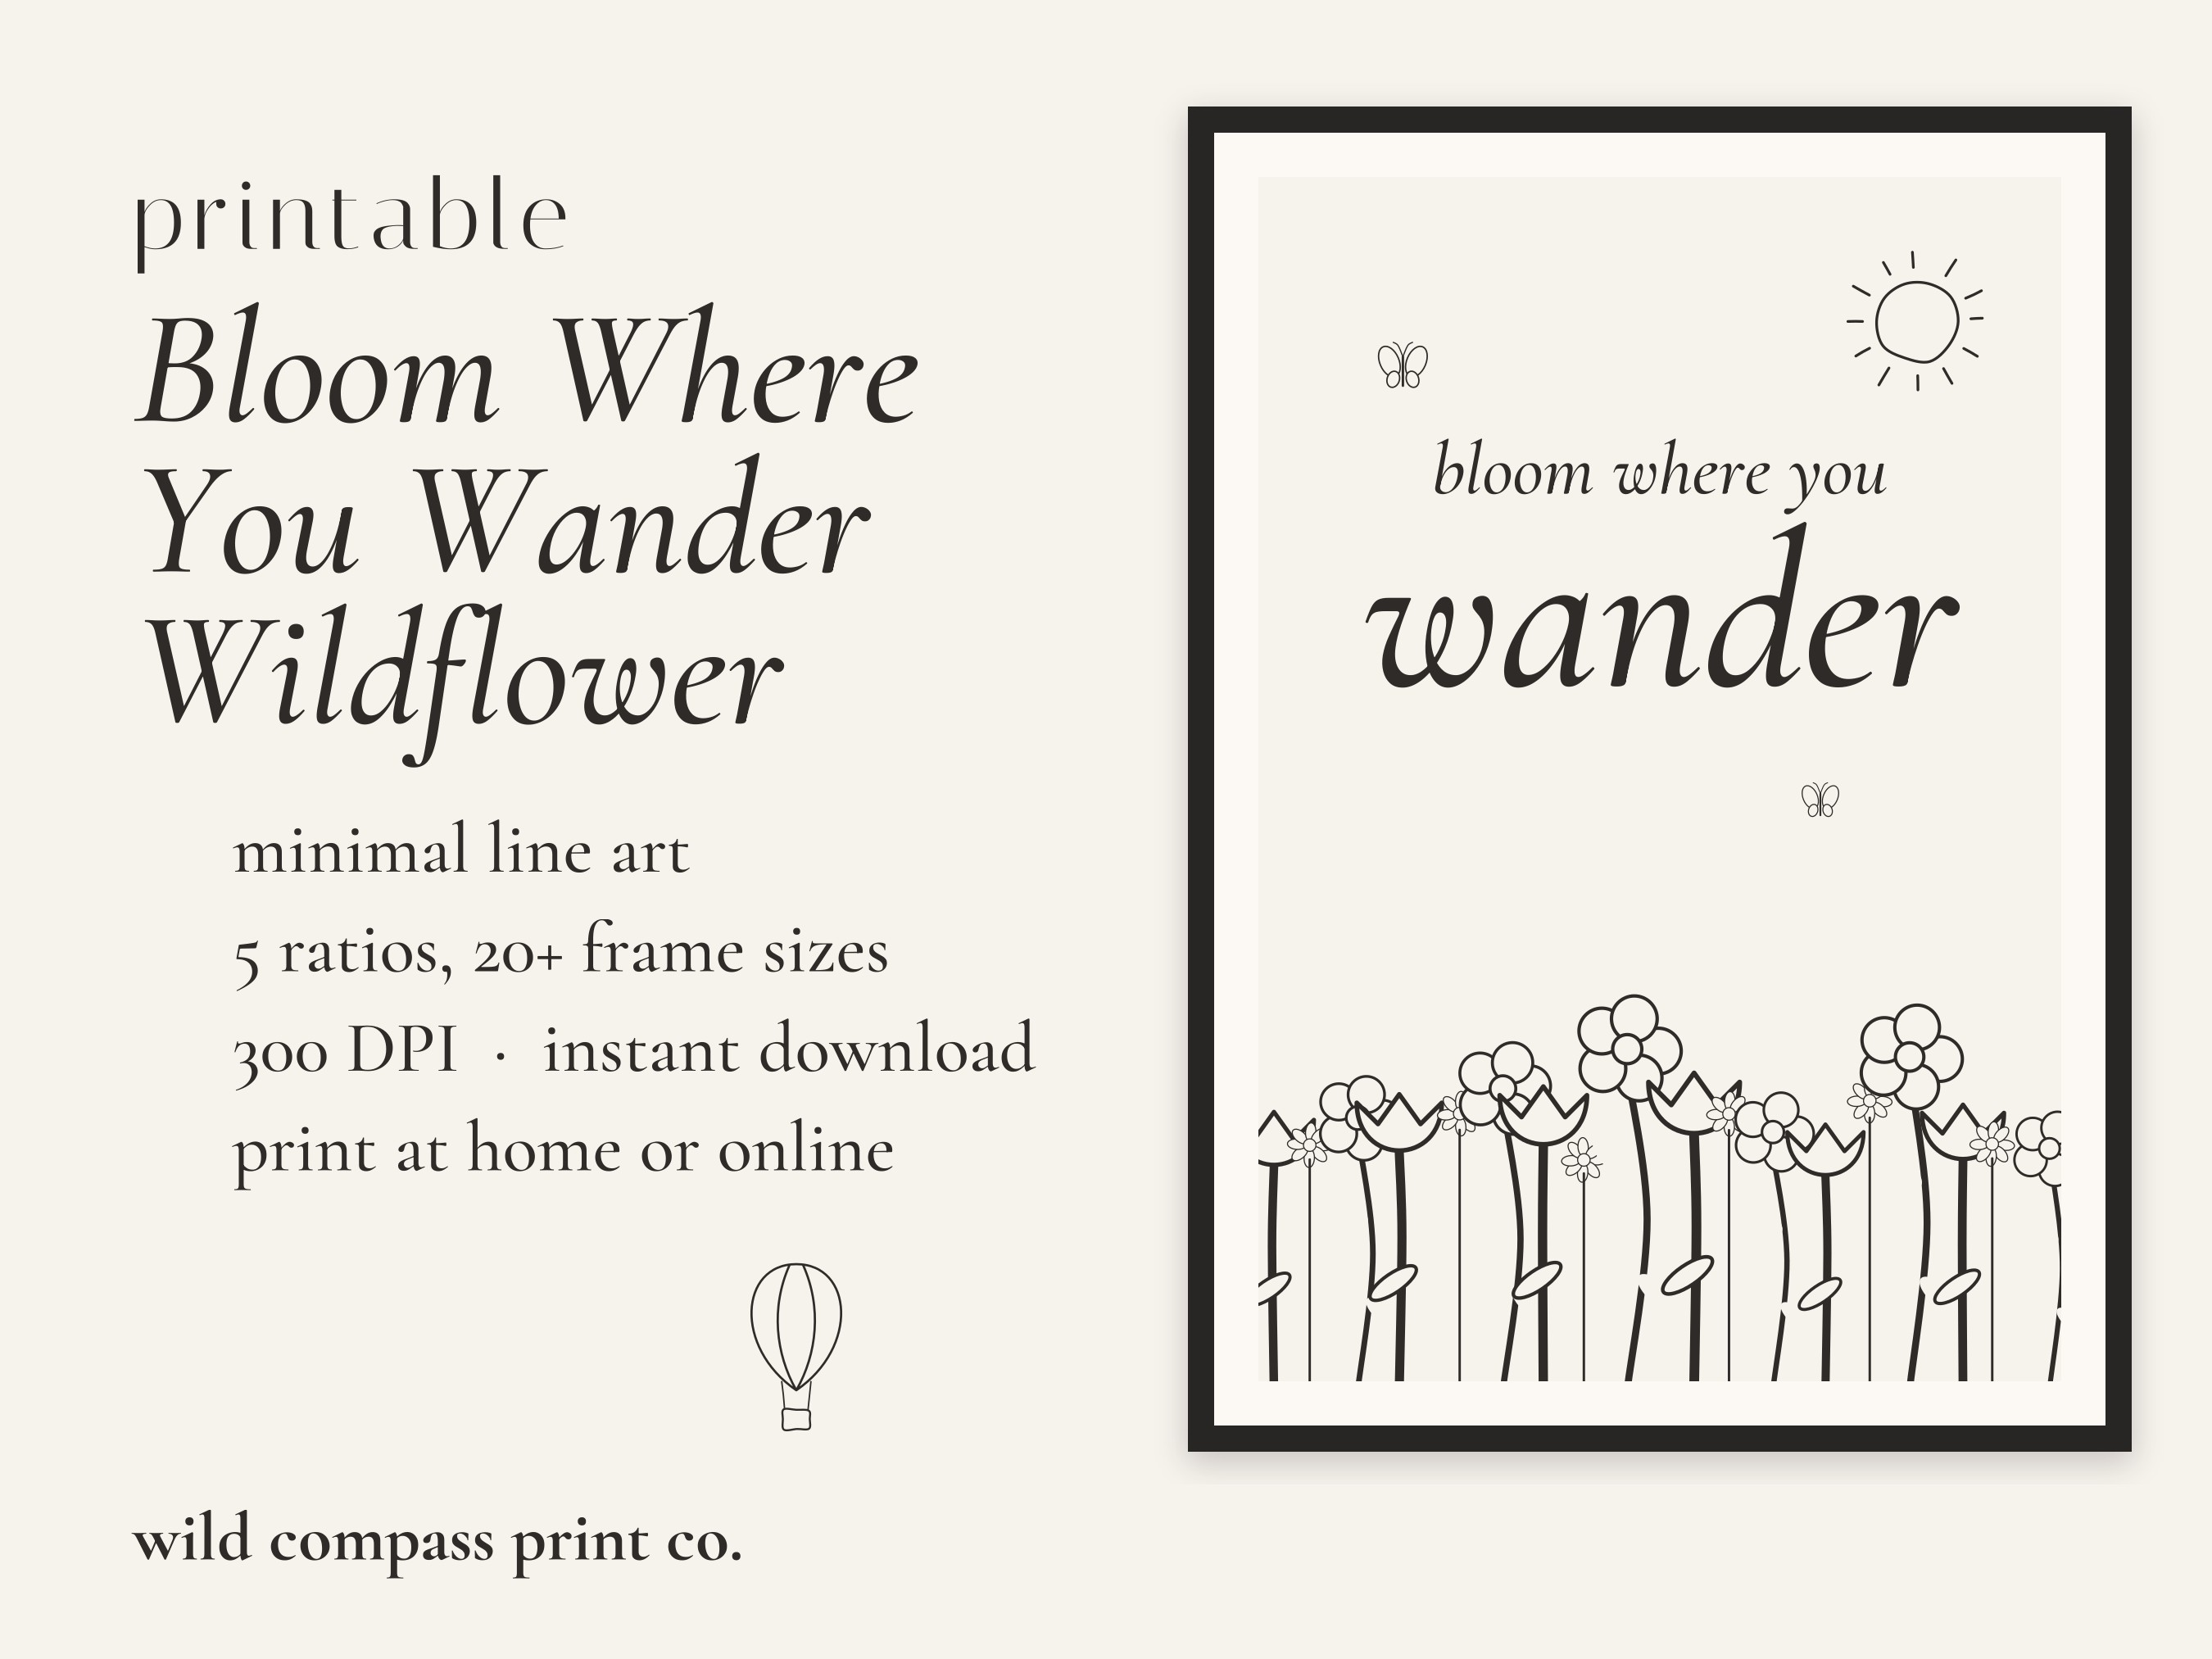 printable
Bloom Where
You Wander
Wildflower
minimal line art
5 ratios, 20+ frame sizes
300 DPI · instant download
print at home or online
wild compass print co.
bloom where you
wander